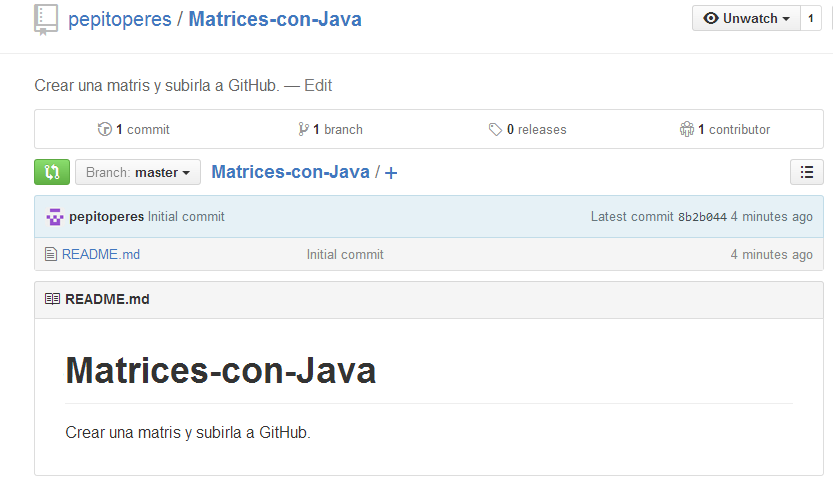 pepitoperes / Matrices-con-Java
Unwatch 1
Crear una matris y subirla a GitHub. — Edit
1 commit 1 branch 0 releases 1 contributor
Branch: master Matrices-con-Java / +
pepitoperes Initial commit Latest commit 8b2b044 4 minutes ago
README.md Initial commit 4 minutes ago
README.md
Matrices-con-Java
Crear una matris y subirla a GitHub.